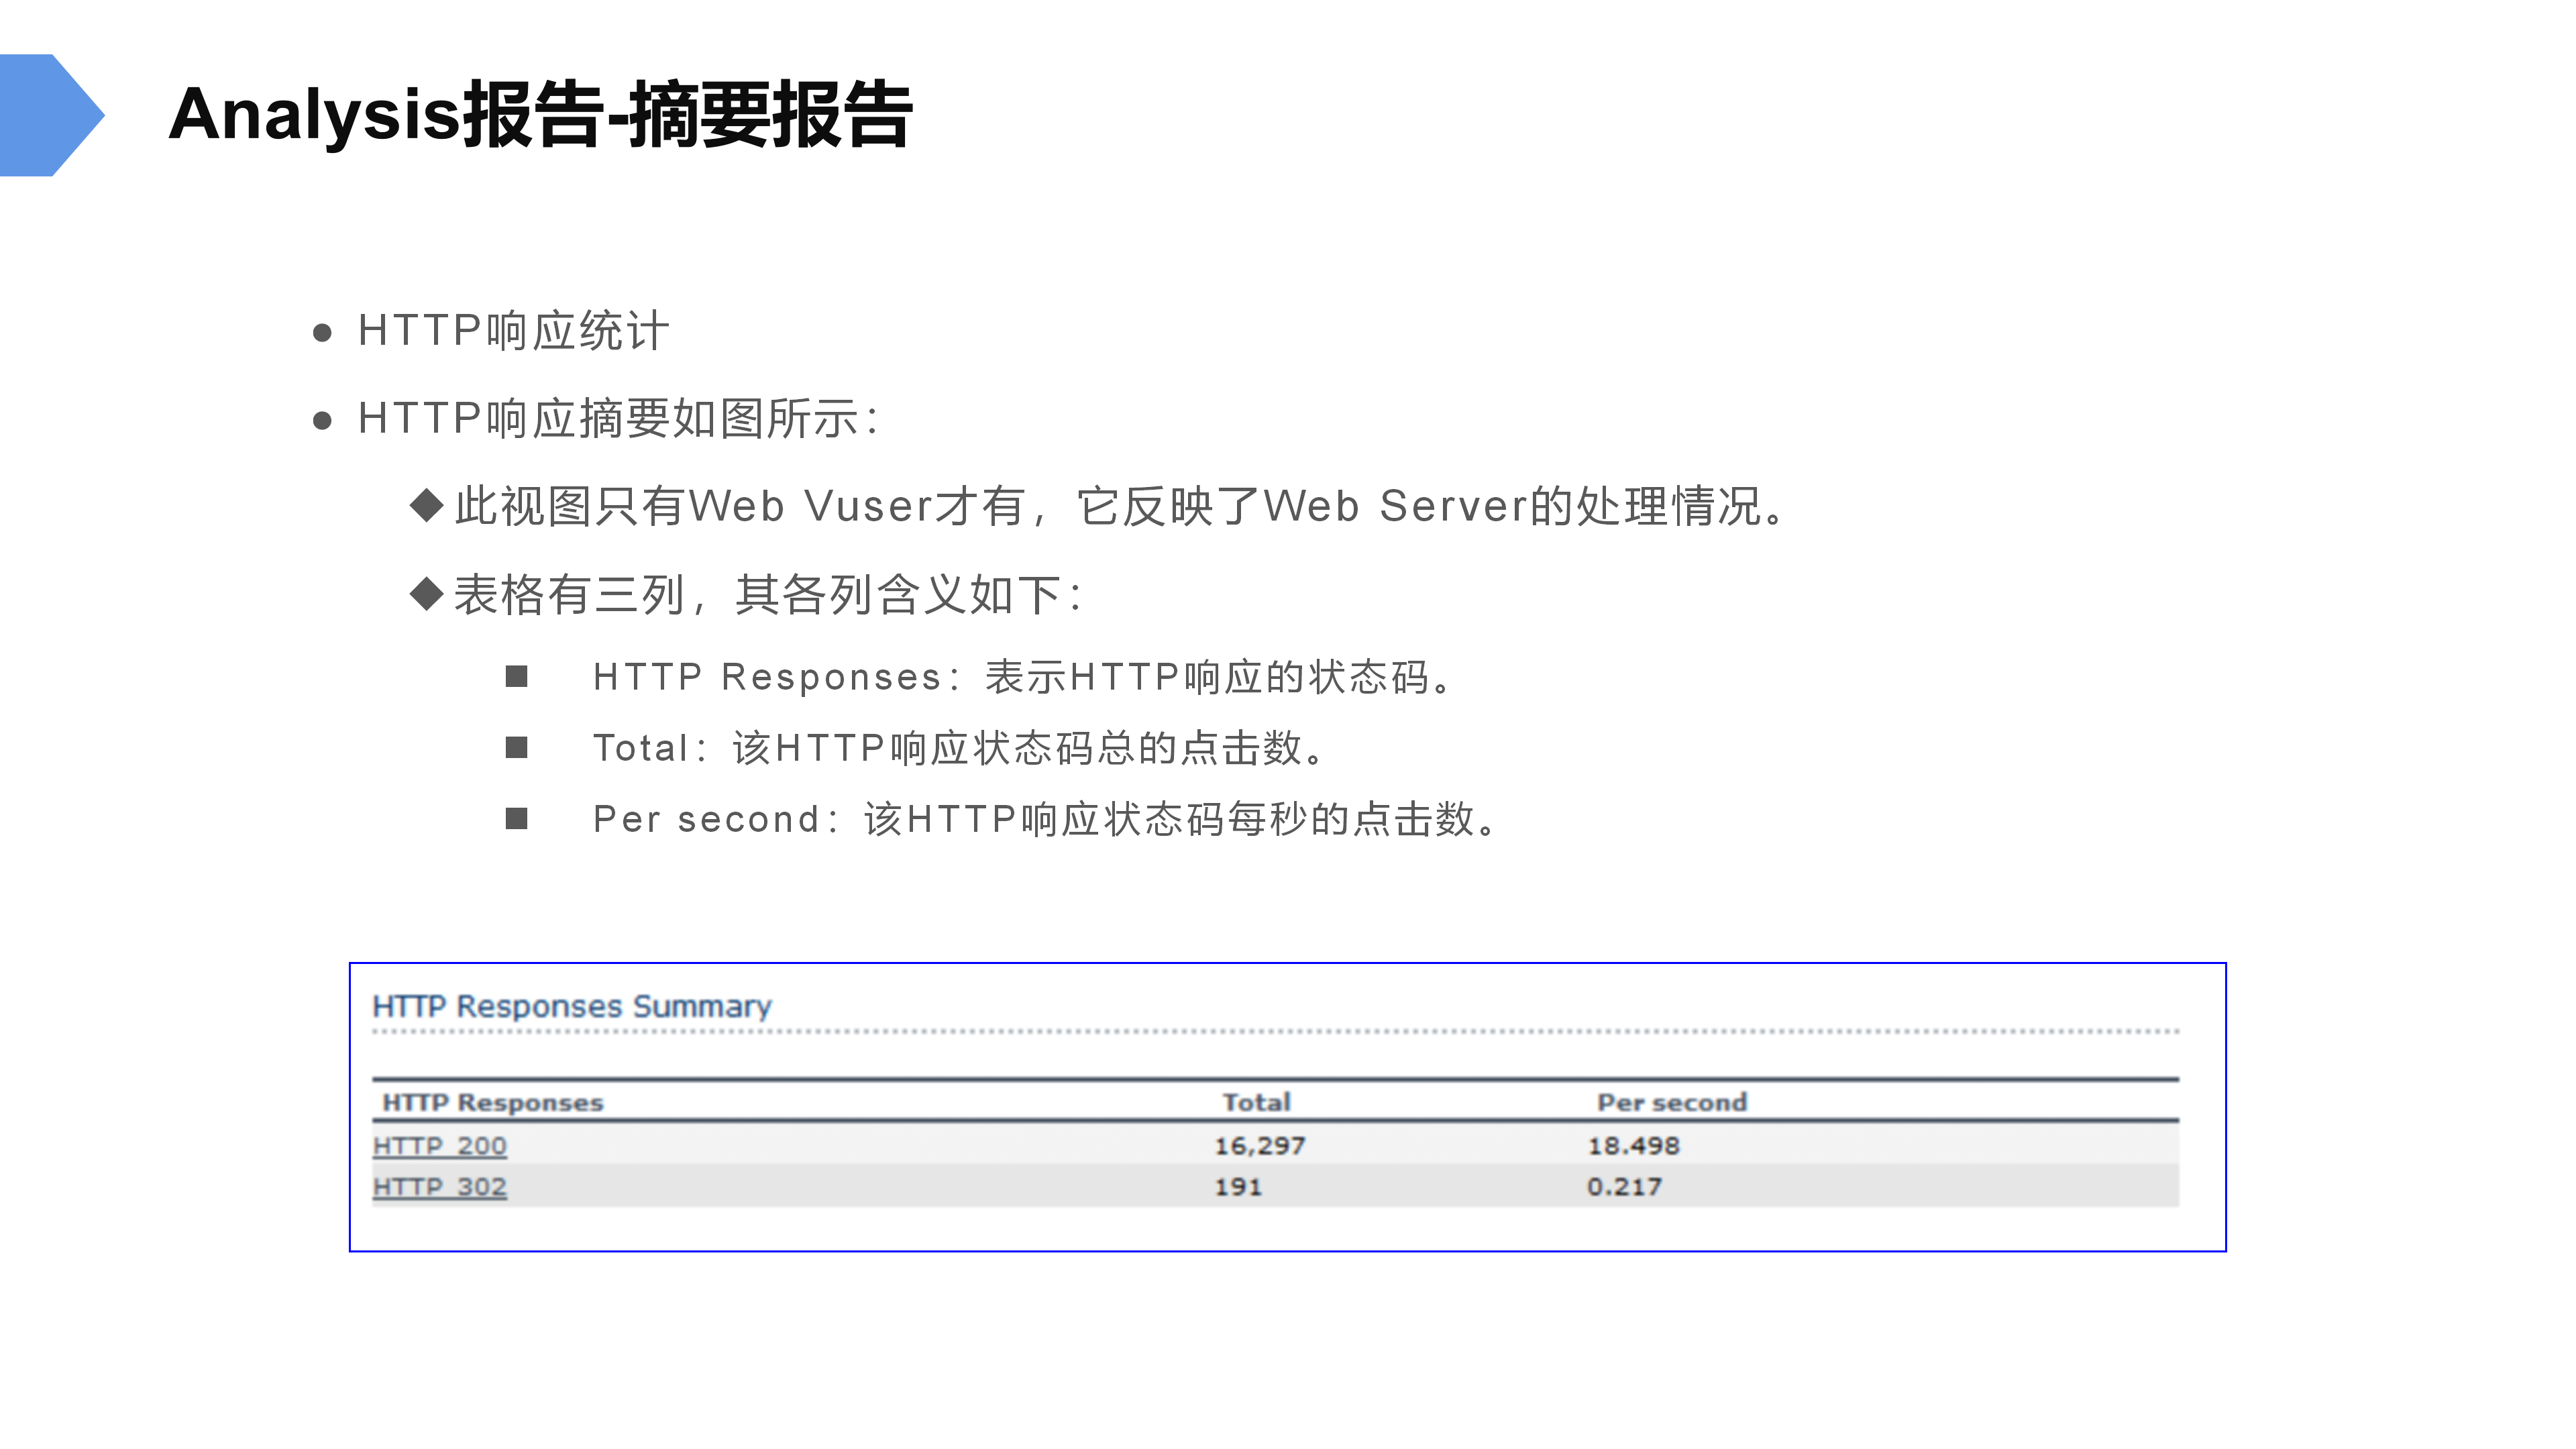 Analysis报告-摘要报告
● HTTP响应统计
● HTTP响应摘要如图所示：
◆此视图只有Web Vuser才有，它反映了Web Server的处理情况。
◆表格有三列，其各列含义如下：
■ HTTP Responses：表示HTTP响应的状态码。
■ Total：该HTTP响应状态码总的点击数。
■ Per second：该HTTP响应状态码每秒的点击数。
HTTP Responses Summary
HTTP Responses Total Per second
HTTP_200 16,297 18.498
HTTP_302 191 0.217